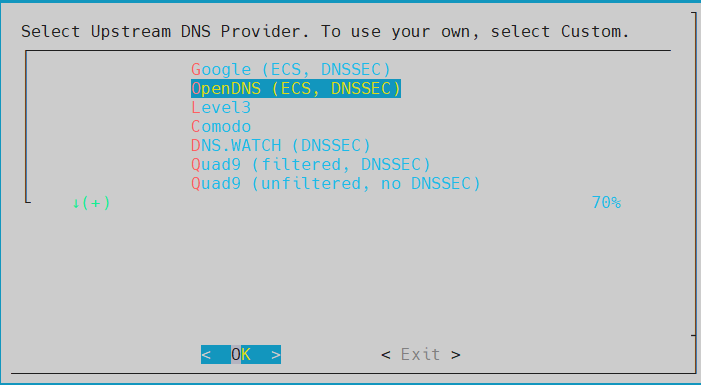 Select Upstream DNS Provider. To use your own, select Custom.
Google (ECS, DNSSEC)
OpenDNS (ECS, DNSSEC)
Level3
Comodo
DNS.WATCH (DNSSEC)
Quad9 (filtered, DNSSEC)
Quad9 (unfiltered, no DNSSEC)
↓(+) 70%
< OK > < Exit >